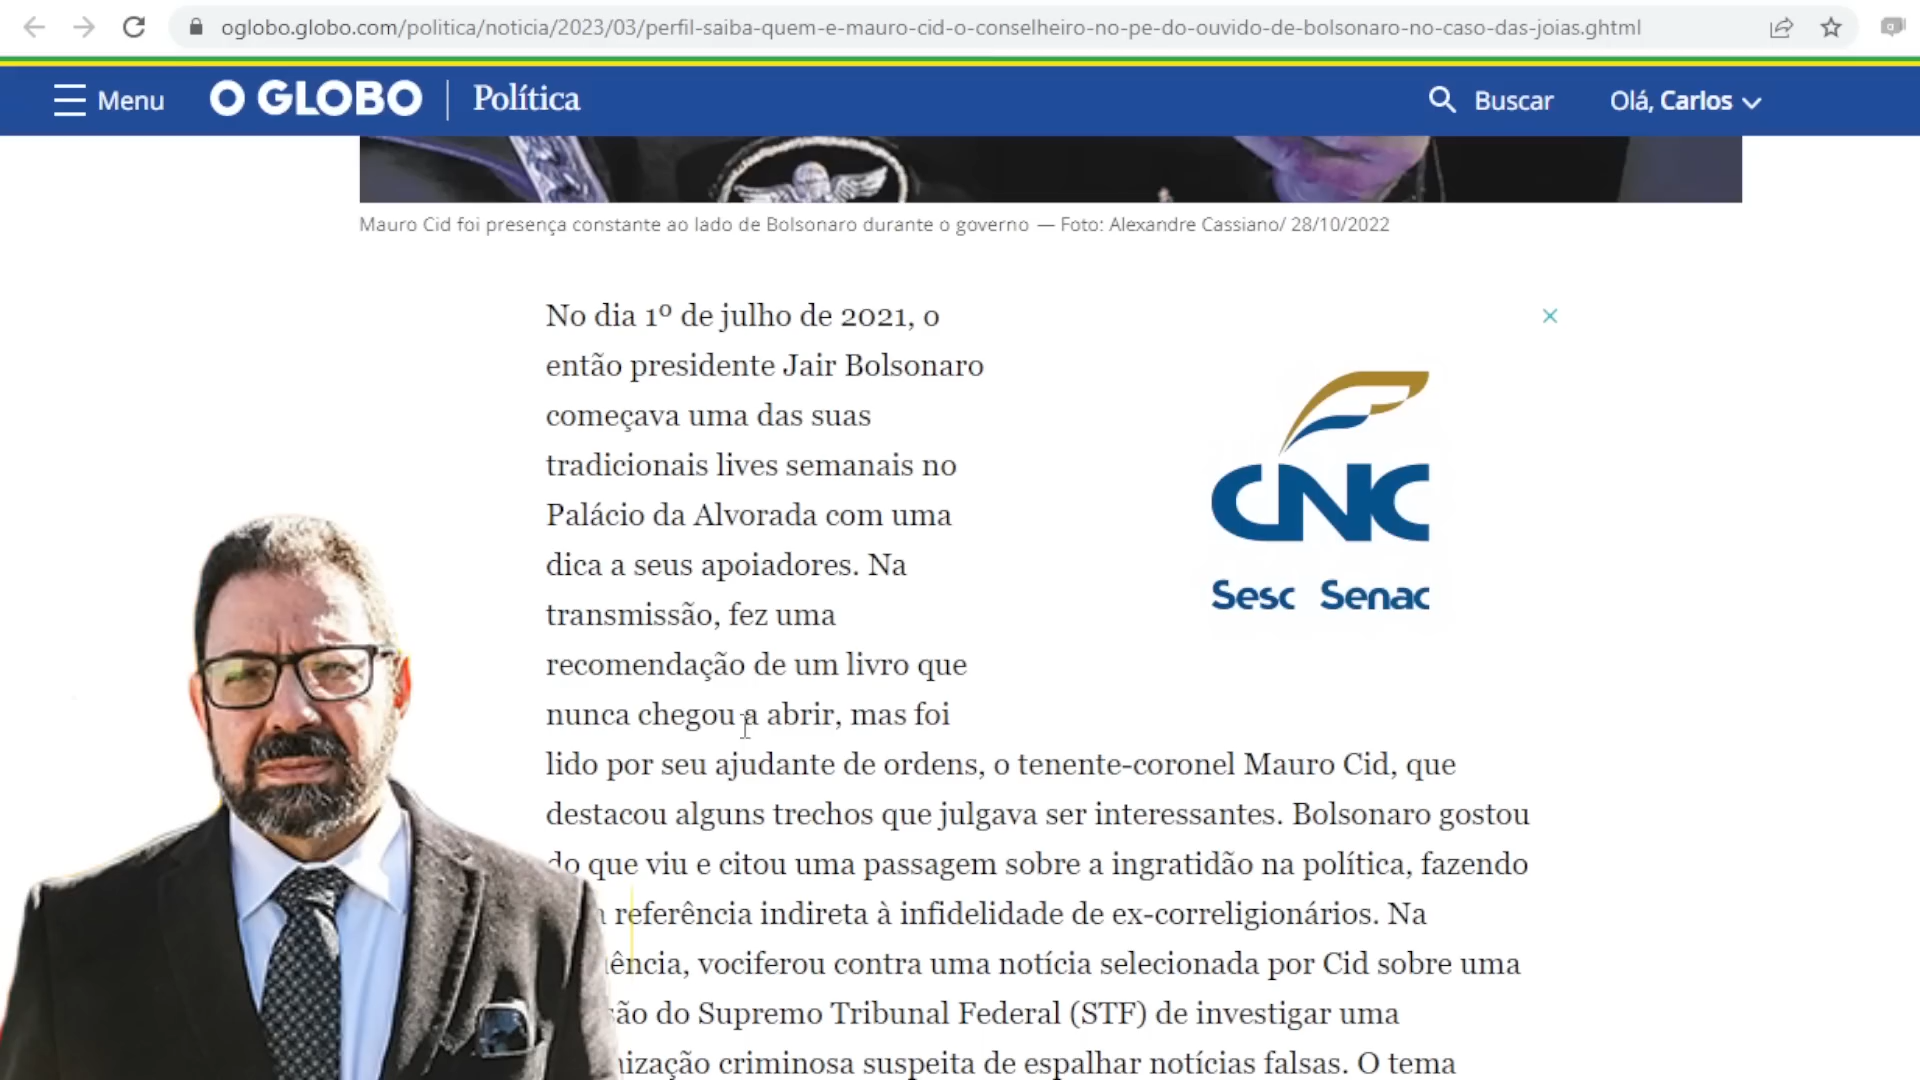 oglobo.globo.com/politica/noticia/2023/03/perfil-saiba-quem-e-mauro-cid-o-conselheiro-no-pe-do-ouvido-de-bolsonaro-no-caso-das-joias.ghtml
Menu O GLOBO Política Buscar Olá, Carlos
Mauro Cid foi presença constante ao lado de Bolsonaro durante o governo — Foto: Alexandre Cassiano/ 28/10/2022
No dia 1º de julho de 2021, o
então presidente Jair Bolsonaro
começava uma das suas
tradicionais lives semanais no
Palácio da Alvorada com uma
dica a seus apoiadores. Na
transmissão, fez uma
recomendação de um livro que
nunca chegou a abrir, mas foi
lido por seu ajudante de ordens, o tenente-coronel Mauro Cid, que
destacou alguns trechos que julgava ser interessantes. Bolsonaro gostou
do que viu e citou uma passagem sobre a ingratidão na política, fazendo
referência indireta à infidelidade de ex-correligionários. Na
ência, vociferou contra uma notícia selecionada por Cid sobre uma
ão do Supremo Tribunal Federal (STF) de investigar uma
nização criminosa suspeita de espalhar notícias falsas. O tema
CNC
Sesc Senac